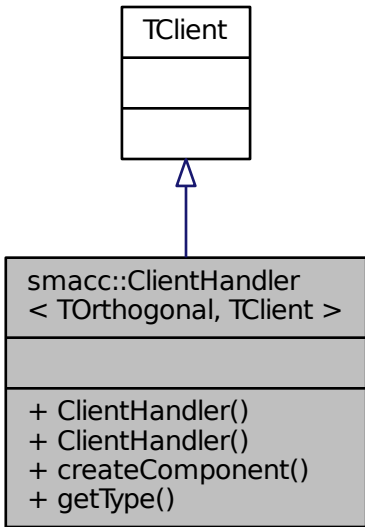 TClient
smacc::ClientHandler
< TOrthogonal, TClient >
+ ClientHandler()
+ ClientHandler()
+ createComponent()
+ getType()